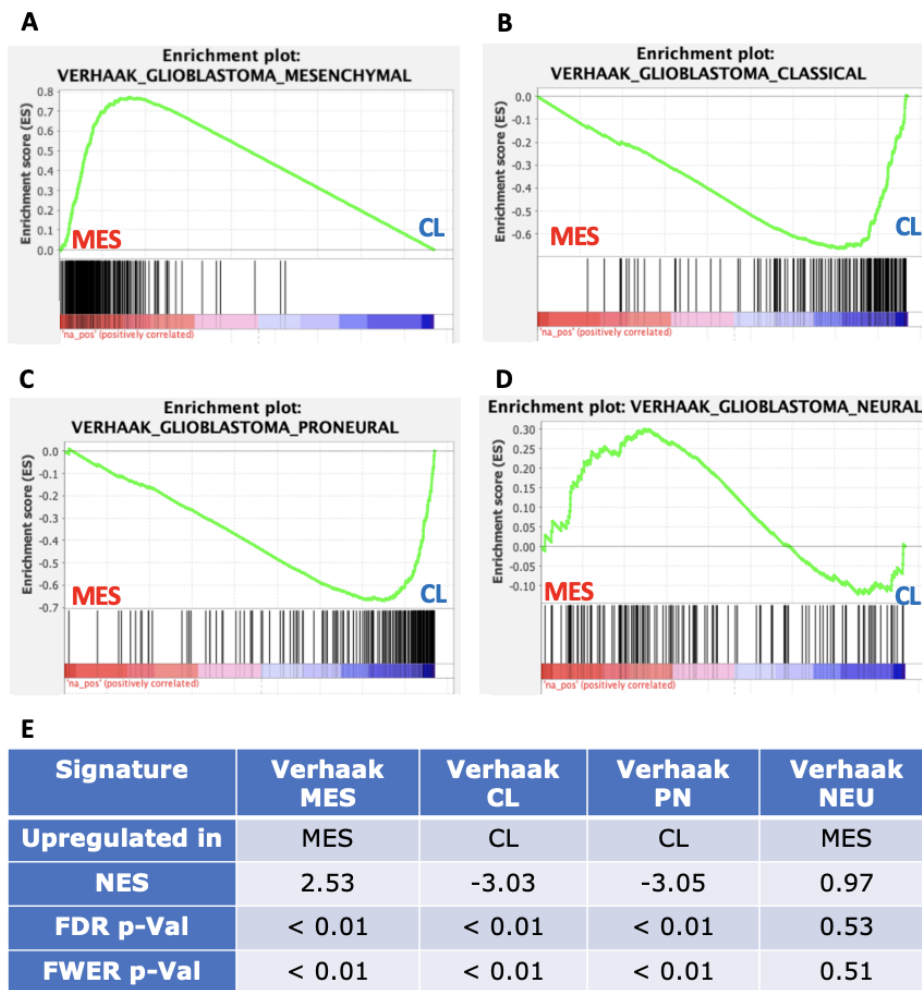 A
Enrichment plot:
VERHAAK_GLIOBLASTOMA_MESENCHYMAL
Enrichment score (ES)
0.8
0.7
0.6
0.5
0.4
0.3
0.2
0.1
0.0
MES
CL
'na_pos' (positively correlated)
B
Enrichment plot:
VERHAAK_GLIOBLASTOMA_CLASSICAL
Enrichment score (ES)
0.0
-0.1
-0.2
-0.3
-0.4
-0.5
-0.6
MES
CL
'na_pos' (positively correlated)
C
Enrichment plot:
VERHAAK_GLIOBLASTOMA_PRONEURAL
Enrichment score (ES)
0.0
-0.1
-0.2
-0.3
-0.4
-0.5
-0.6
-0.7
MES
CL
'na_pos' (positively correlated)
D
Enrichment plot: VERHAAK_GLIOBLASTOMA_NEURAL
Enrichment score (ES)
0.30
0.25
0.20
0.15
0.10
0.05
0.00
-0.05
-0.10
MES
CL
'na_pos' (positively correlated)
E
Signature Verhaak MES Verhaak CL Verhaak PN Verhaak NEU
Upregulated in MES CL CL MES
NES 2.53 -3.03 -3.05 0.97
FDR p-Val < 0.01 < 0.01 < 0.01 0.53
FWER p-Val < 0.01 < 0.01 < 0.01 0.51